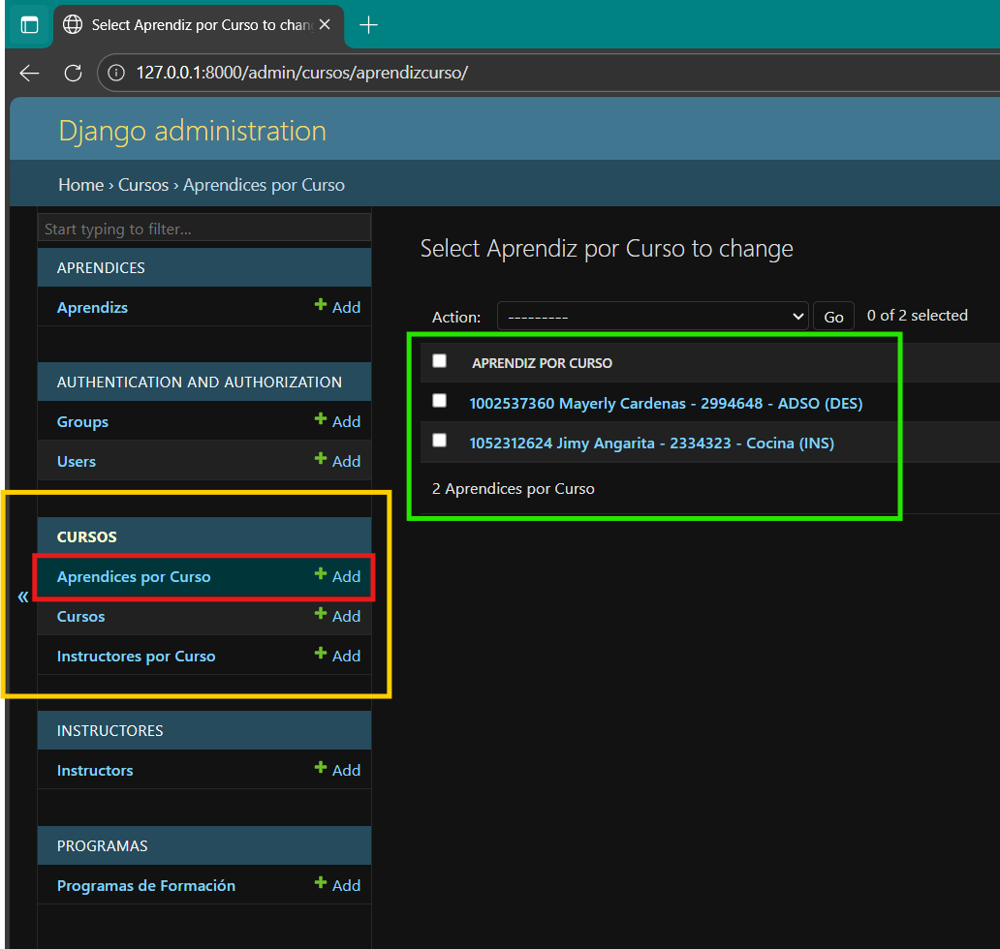 Select Aprendiz por Curso to chan
127.0.0.1:8000/admin/cursos/aprendizcurso/
Django administration
Home › Cursos › Aprendices por Curso
Start typing to filter...
APRENDICES
Aprendizs + Add
AUTHENTICATION AND AUTHORIZATION
Groups + Add
Users + Add
CURSOS
Aprendices por Curso + Add
«
Cursos + Add
Instructores por Curso + Add
INSTRUCTORES
Instructors + Add
PROGRAMAS
Programas de Formación + Add
Select Aprendiz por Curso to change
Action: --------- Go 0 of 2 selected
APRENDIZ POR CURSO
1002537360 Mayerly Cardenas - 2994648 - ADSO (DES)
1052312624 Jimy Angarita - 2334323 - Cocina (INS)
2 Aprendices por Curso